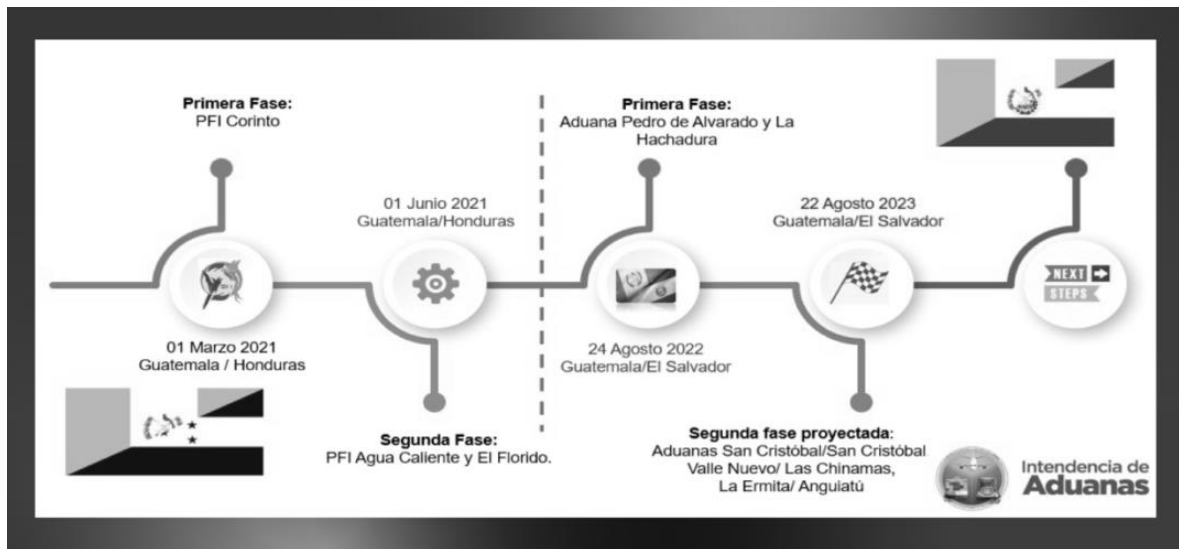 Primera Fase:
PFI Corinto
01 Marzo 2021
Guatemala / Honduras
01 Junio 2021
Guatemala/Honduras
Segunda Fase:
PFI Agua Caliente y El Florido.
Primera Fase:
Aduana Pedro de Alvarado y La
Hachadura
24 Agosto 2022
Guatemala/El Salvador
22 Agosto 2023
Guatemala/El Salvador
Segunda fase proyectada:
Aduanas San Cristóbal/San Cristóbal
Valle Nuevo/ Las Chinamas,
La Ermita/ Anguiatú
NEXT
STEPS
Intendencia de
Aduanas